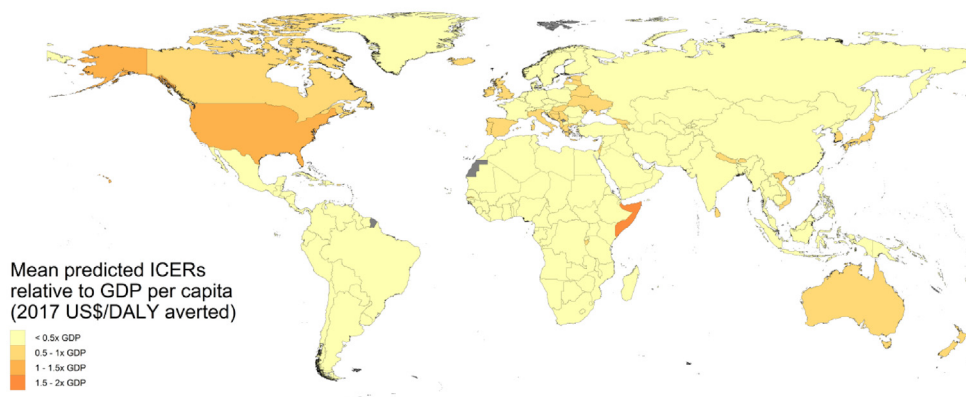 Mean predicted ICERs
relative to GDP per capita
(2017 US$/DALY averted)
< 0.5x GDP
0.5 - 1x GDP
1 - 1.5x GDP
1.5 - 2x GDP